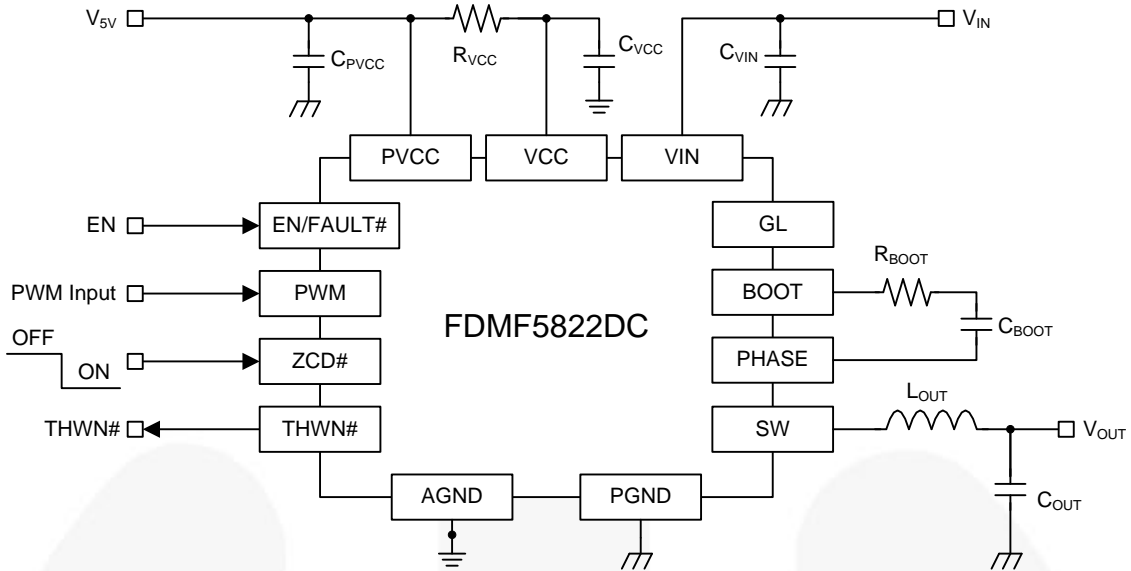 V5V
CPVCC
RVCC
CVCC
CVIN
VIN
PVCC
VCC
VIN
EN
EN/FAULT#
GL
PWM Input
PWM
BOOT
RBOOT
CBOOT
FDMF5822DC
OFF
ON
ZCD#
PHASE
THWN#
THWN#
SW
LOUT
VOUT
COUT
AGND
PGND